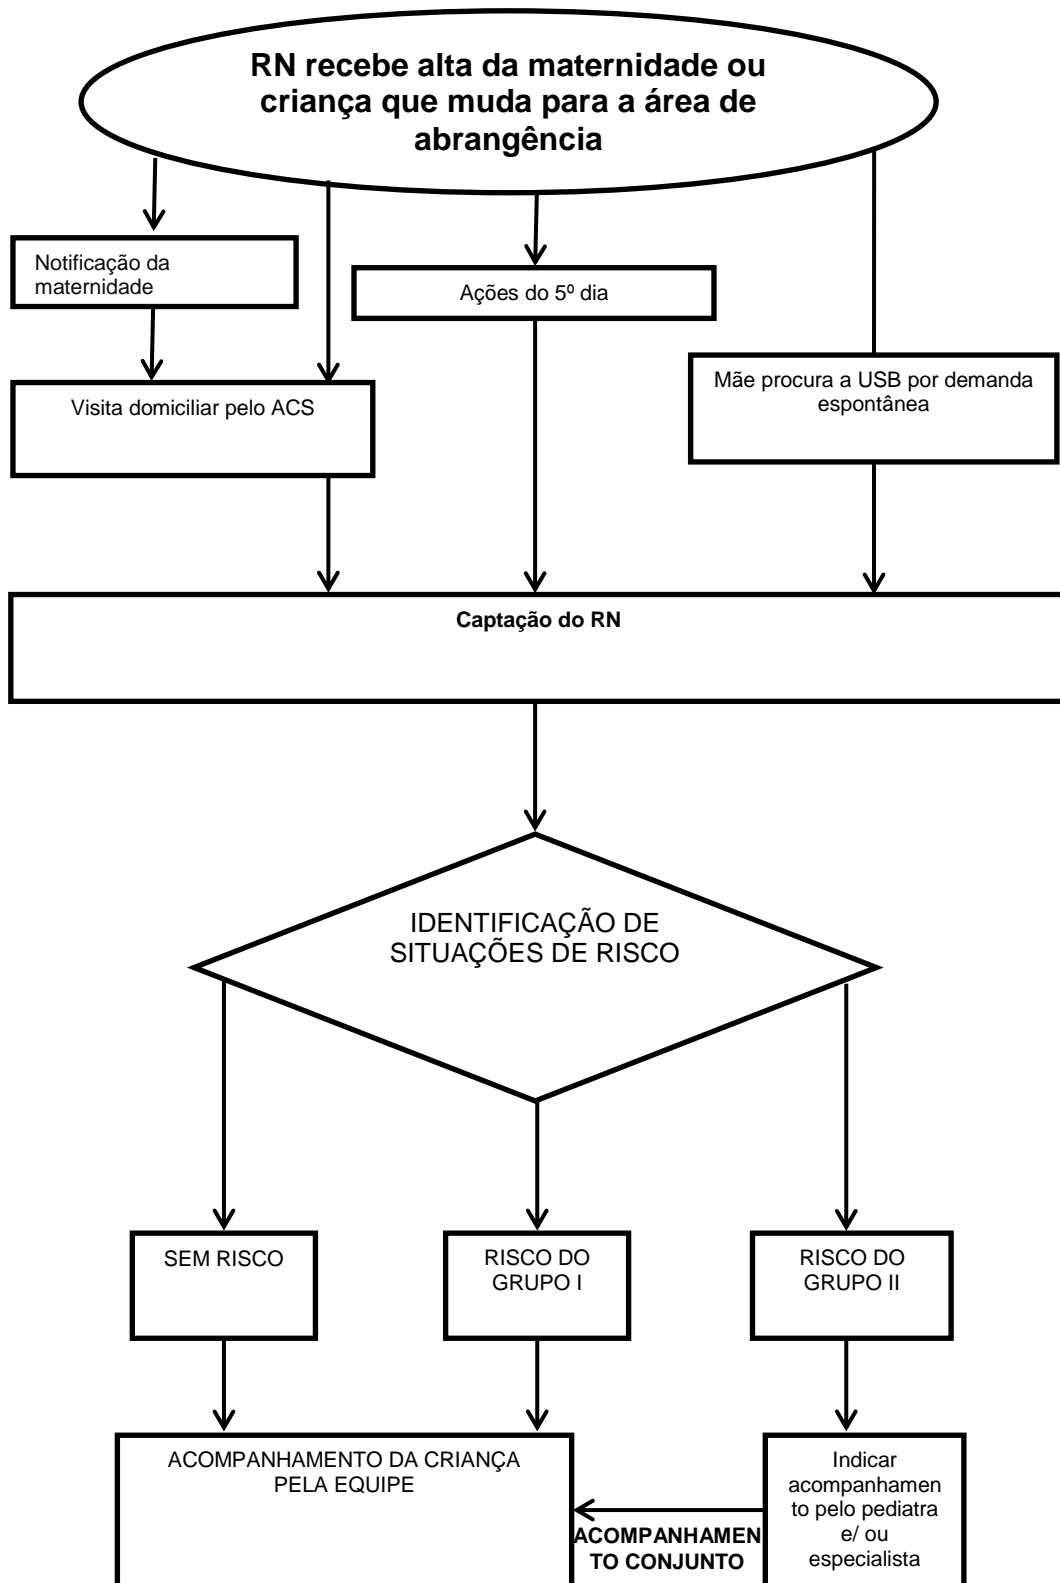 RN recebe alta da maternidade ou
criança que muda para a área de
abrangência
Notificação da
maternidade
Ações do 5º dia
Visita domiciliar pelo ACS
Mãe procura a USB por demanda
espontânea
Captação do RN
IDENTIFICAÇÃO DE
SITUAÇÕES DE RISCO
SEM RISCO
RISCO DO
GRUPO I
RISCO DO
GRUPO II
ACOMPANHAMENTO DA CRIANÇA
PELA EQUIPE
ACOMPANHAMEN
TO CONJUNTO
Indicar
acompanhamen
to pelo pediatra
e/ ou
especialista